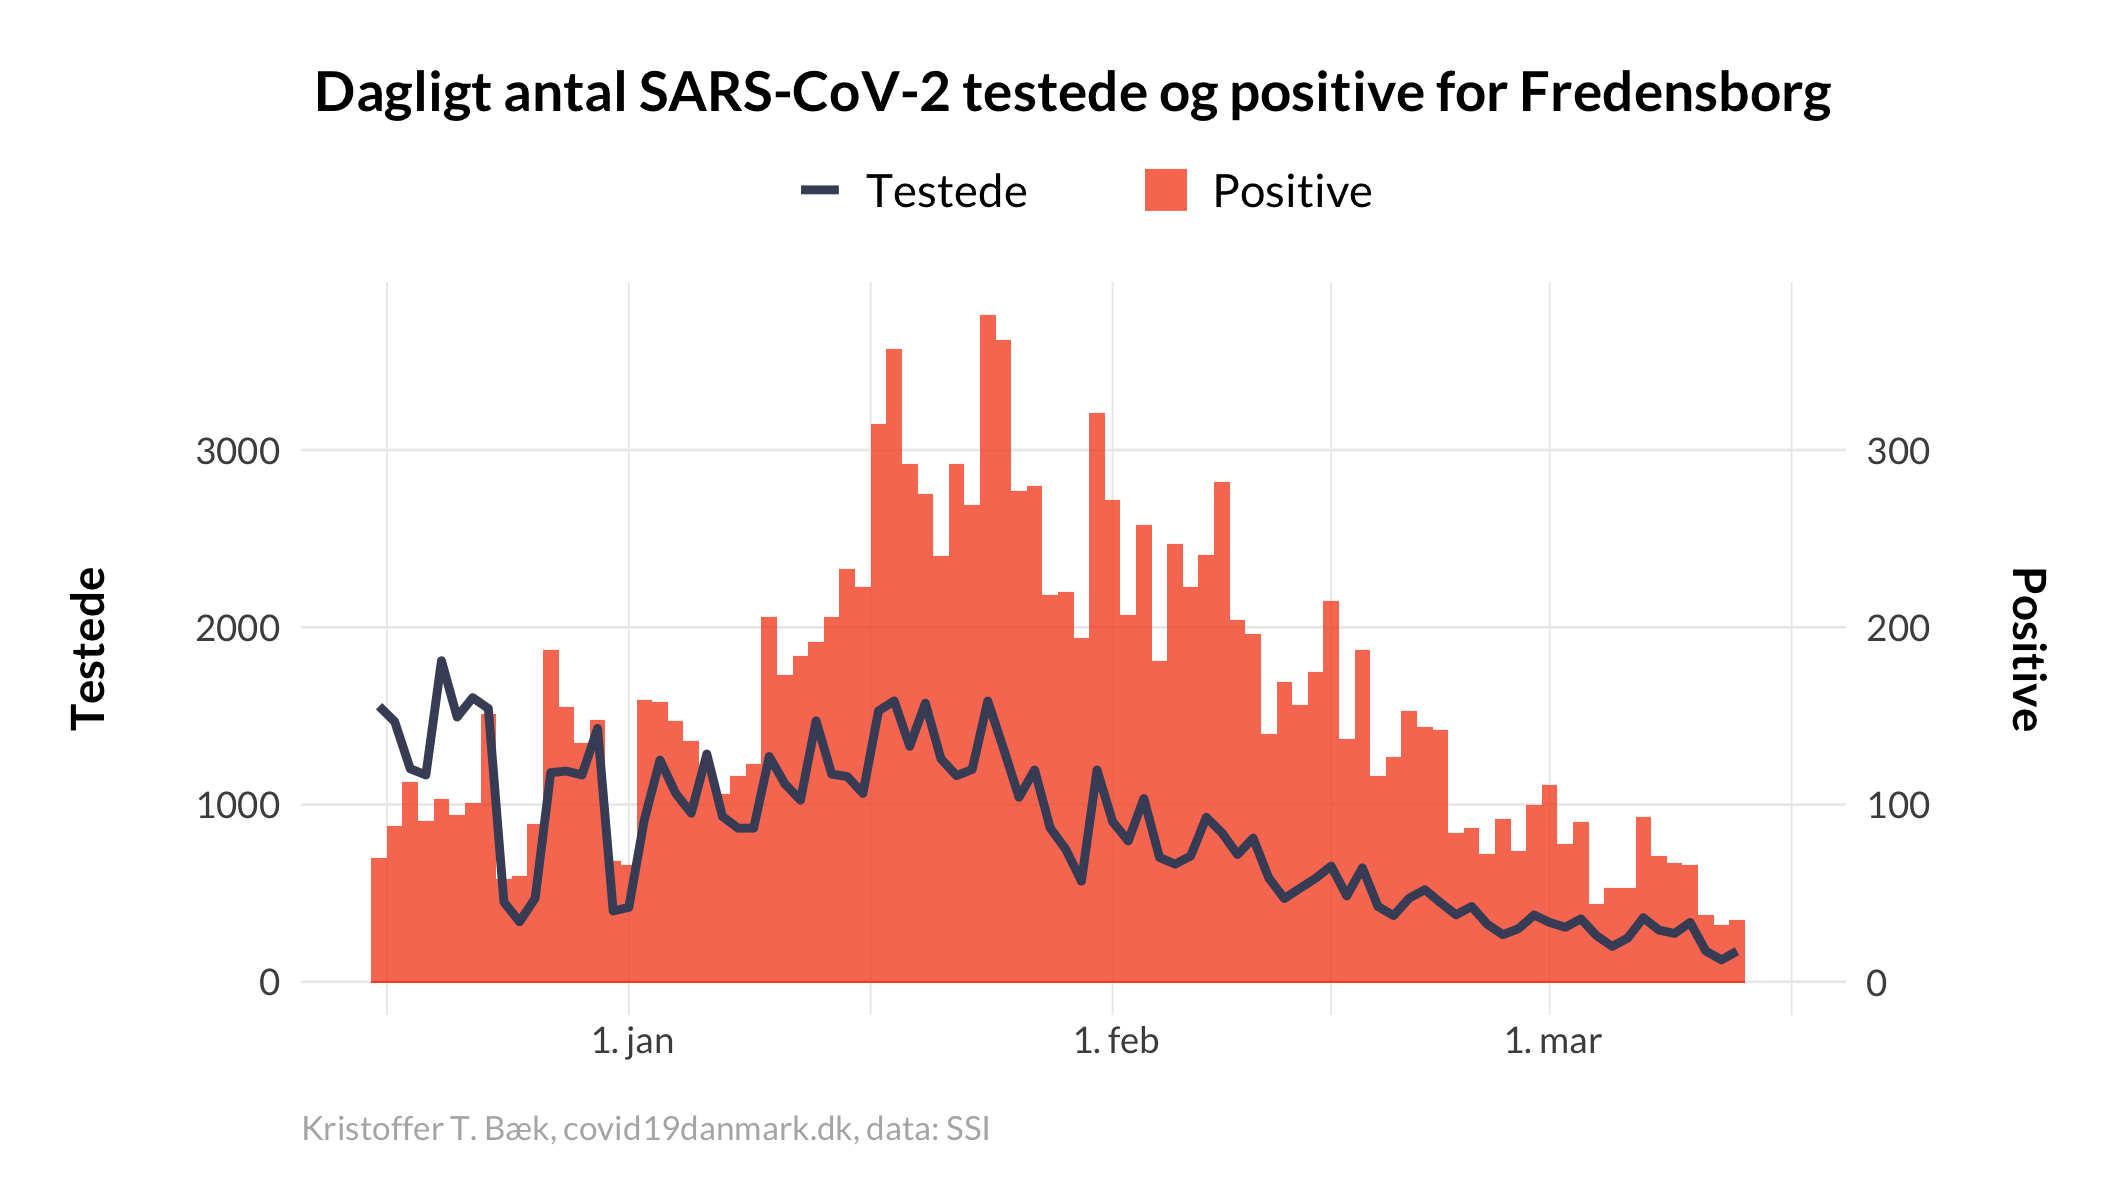 Dagligt antal SARS-CoV-2 testede og positive for Fredensborg
Testede
Positive
3000
2000
1000
0
300
200
100
0
Testede
Positive
1. jan
1. feb
1. mar
Kristoffer T. Bæk, covid19danmark.dk, data: SSI